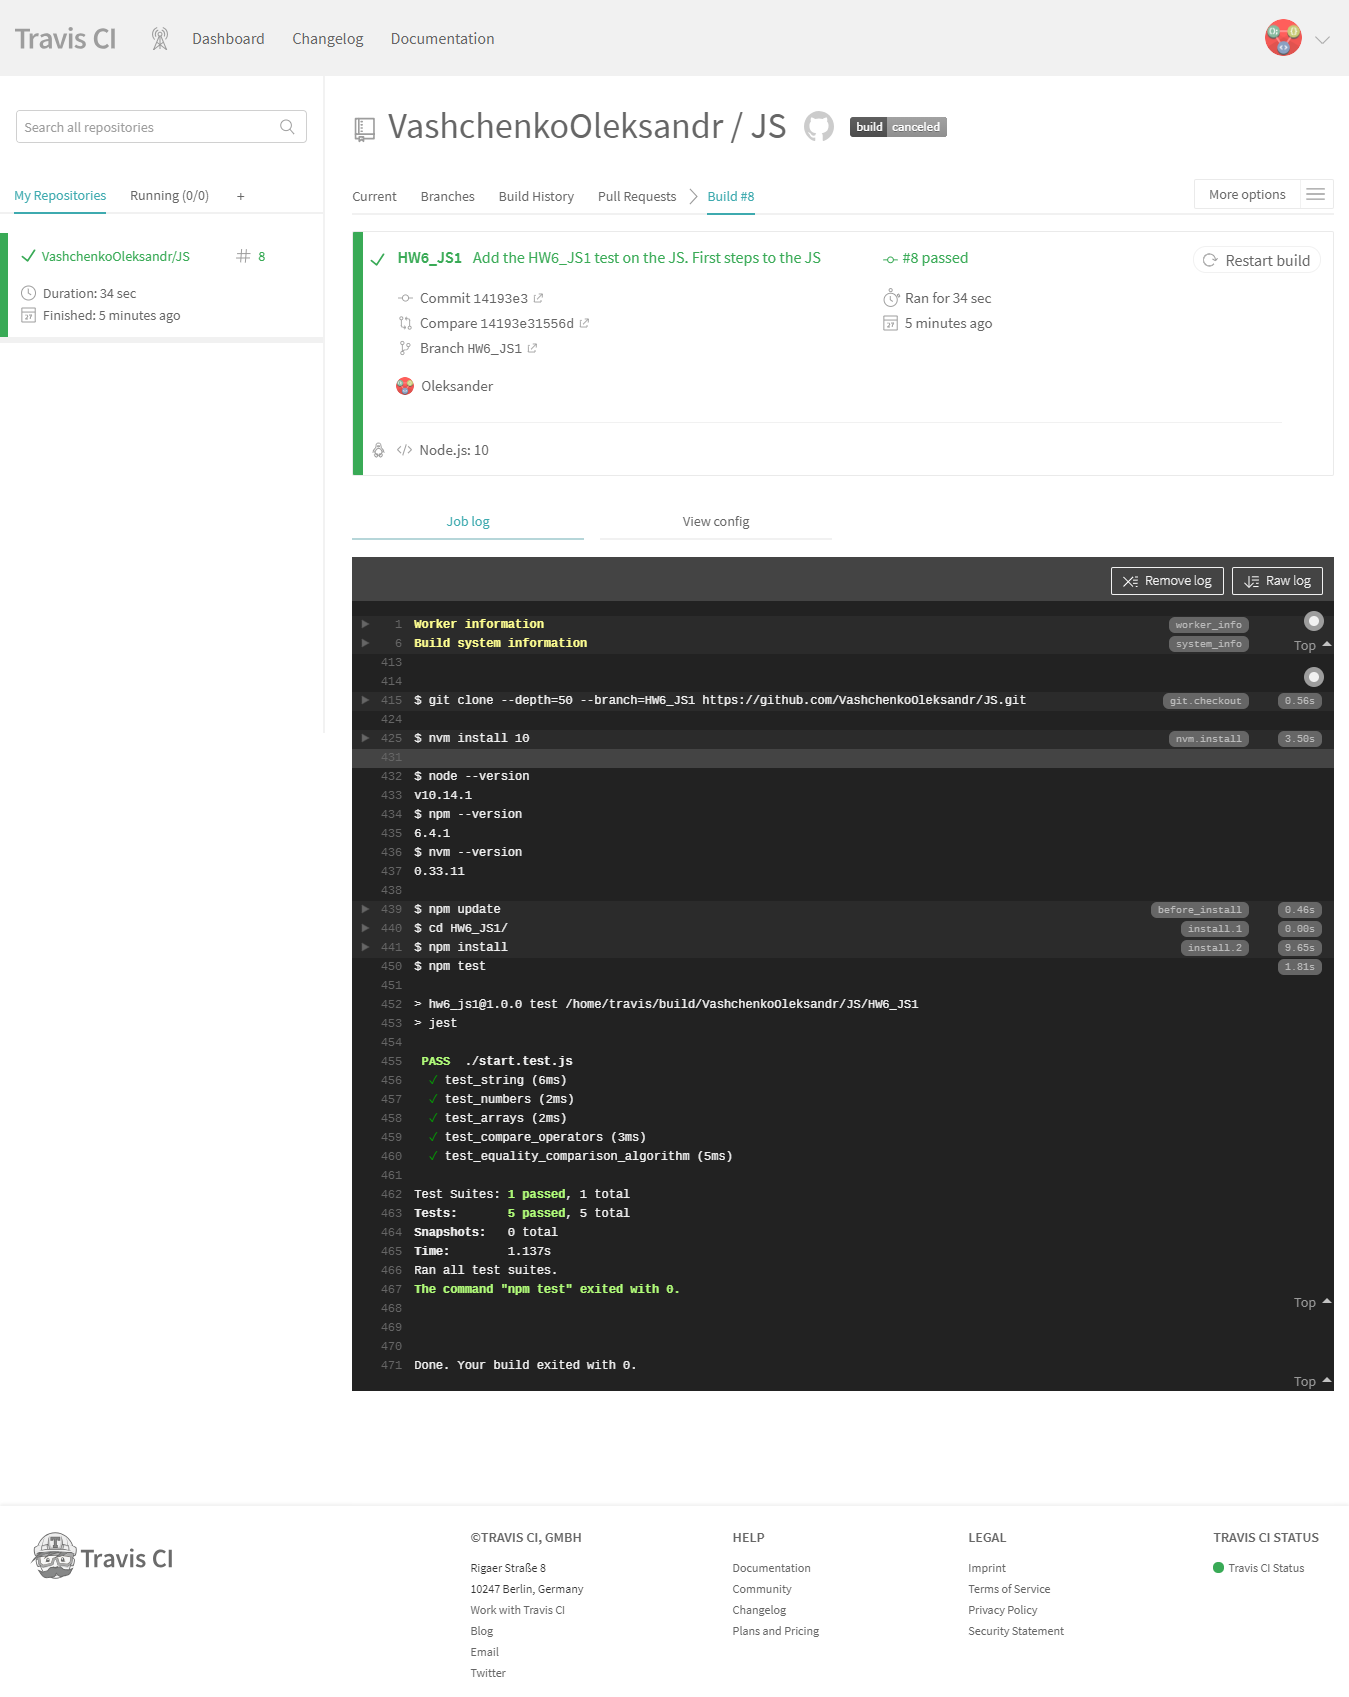 Travis CI
Dashboard
Changelog
Documentation
Search all repositories
My Repositories
Running (0/0)
+
VashchenkoOleksandr/JS
# 8
Duration: 34 sec
Finished: 5 minutes ago
VashchenkoOleksandr / JS
build canceled
Current
Branches
Build History
Pull Requests
Build #8
More options
HW6_JS1 Add the HW6_JS1 test on the JS. First steps to the JS
Commit 14193e3
Compare 14193e31556d
Branch HW6_JS1
Oleksander
Node.js: 10
#8 passed
Ran for 34 sec
5 minutes ago
Restart build
Job log
View config
Remove log
Raw log
1 Worker information worker_info
6 Build system information system_info
Top
413
414
415 $ git clone --depth=50 --branch=HW6_JS1 https://github.com/VashchenkoOleksandr/JS.git git.checkout 0.56s
424
425 $ nvm install 10 nvm.install 3.50s
431
432 $ node --version
433 v10.14.1
434 $ npm --version
435 6.4.1
436 $ nvm --version
437 0.33.11
438
439 $ npm update before_install 0.46s
440 $ cd HW6_JS1/ install.1 0.00s
441 $ npm install install.2 9.65s
450 $ npm test 1.81s
451
452 > hw6_js1@1.0.0 test /home/travis/build/VashchenkoOleksandr/JS/HW6_JS1
453 > jest
454
455 PASS ./start.test.js
456 ✓ test_string (6ms)
457 ✓ test_numbers (2ms)
458 ✓ test_arrays (2ms)
459 ✓ test_compare_operators (3ms)
460 ✓ test_equality_comparison_algorithm (5ms)
461
462 Test Suites: 1 passed, 1 total
463 Tests: 5 passed, 5 total
464 Snapshots: 0 total
465 Time: 1.137s
466 Ran all test suites.
467 The command "npm test" exited with 0.
468
Top
469
470
471 Done. Your build exited with 0.
Top
Travis CI
©TRAVIS CI, GMBH
Rigaer Straße 8
10247 Berlin, Germany
Work with Travis CI
Blog
Email
Twitter
HELP
Documentation
Community
Changelog
Plans and Pricing
LEGAL
Imprint
Terms of Service
Privacy Policy
Security Statement
TRAVIS CI STATUS
Travis CI Status